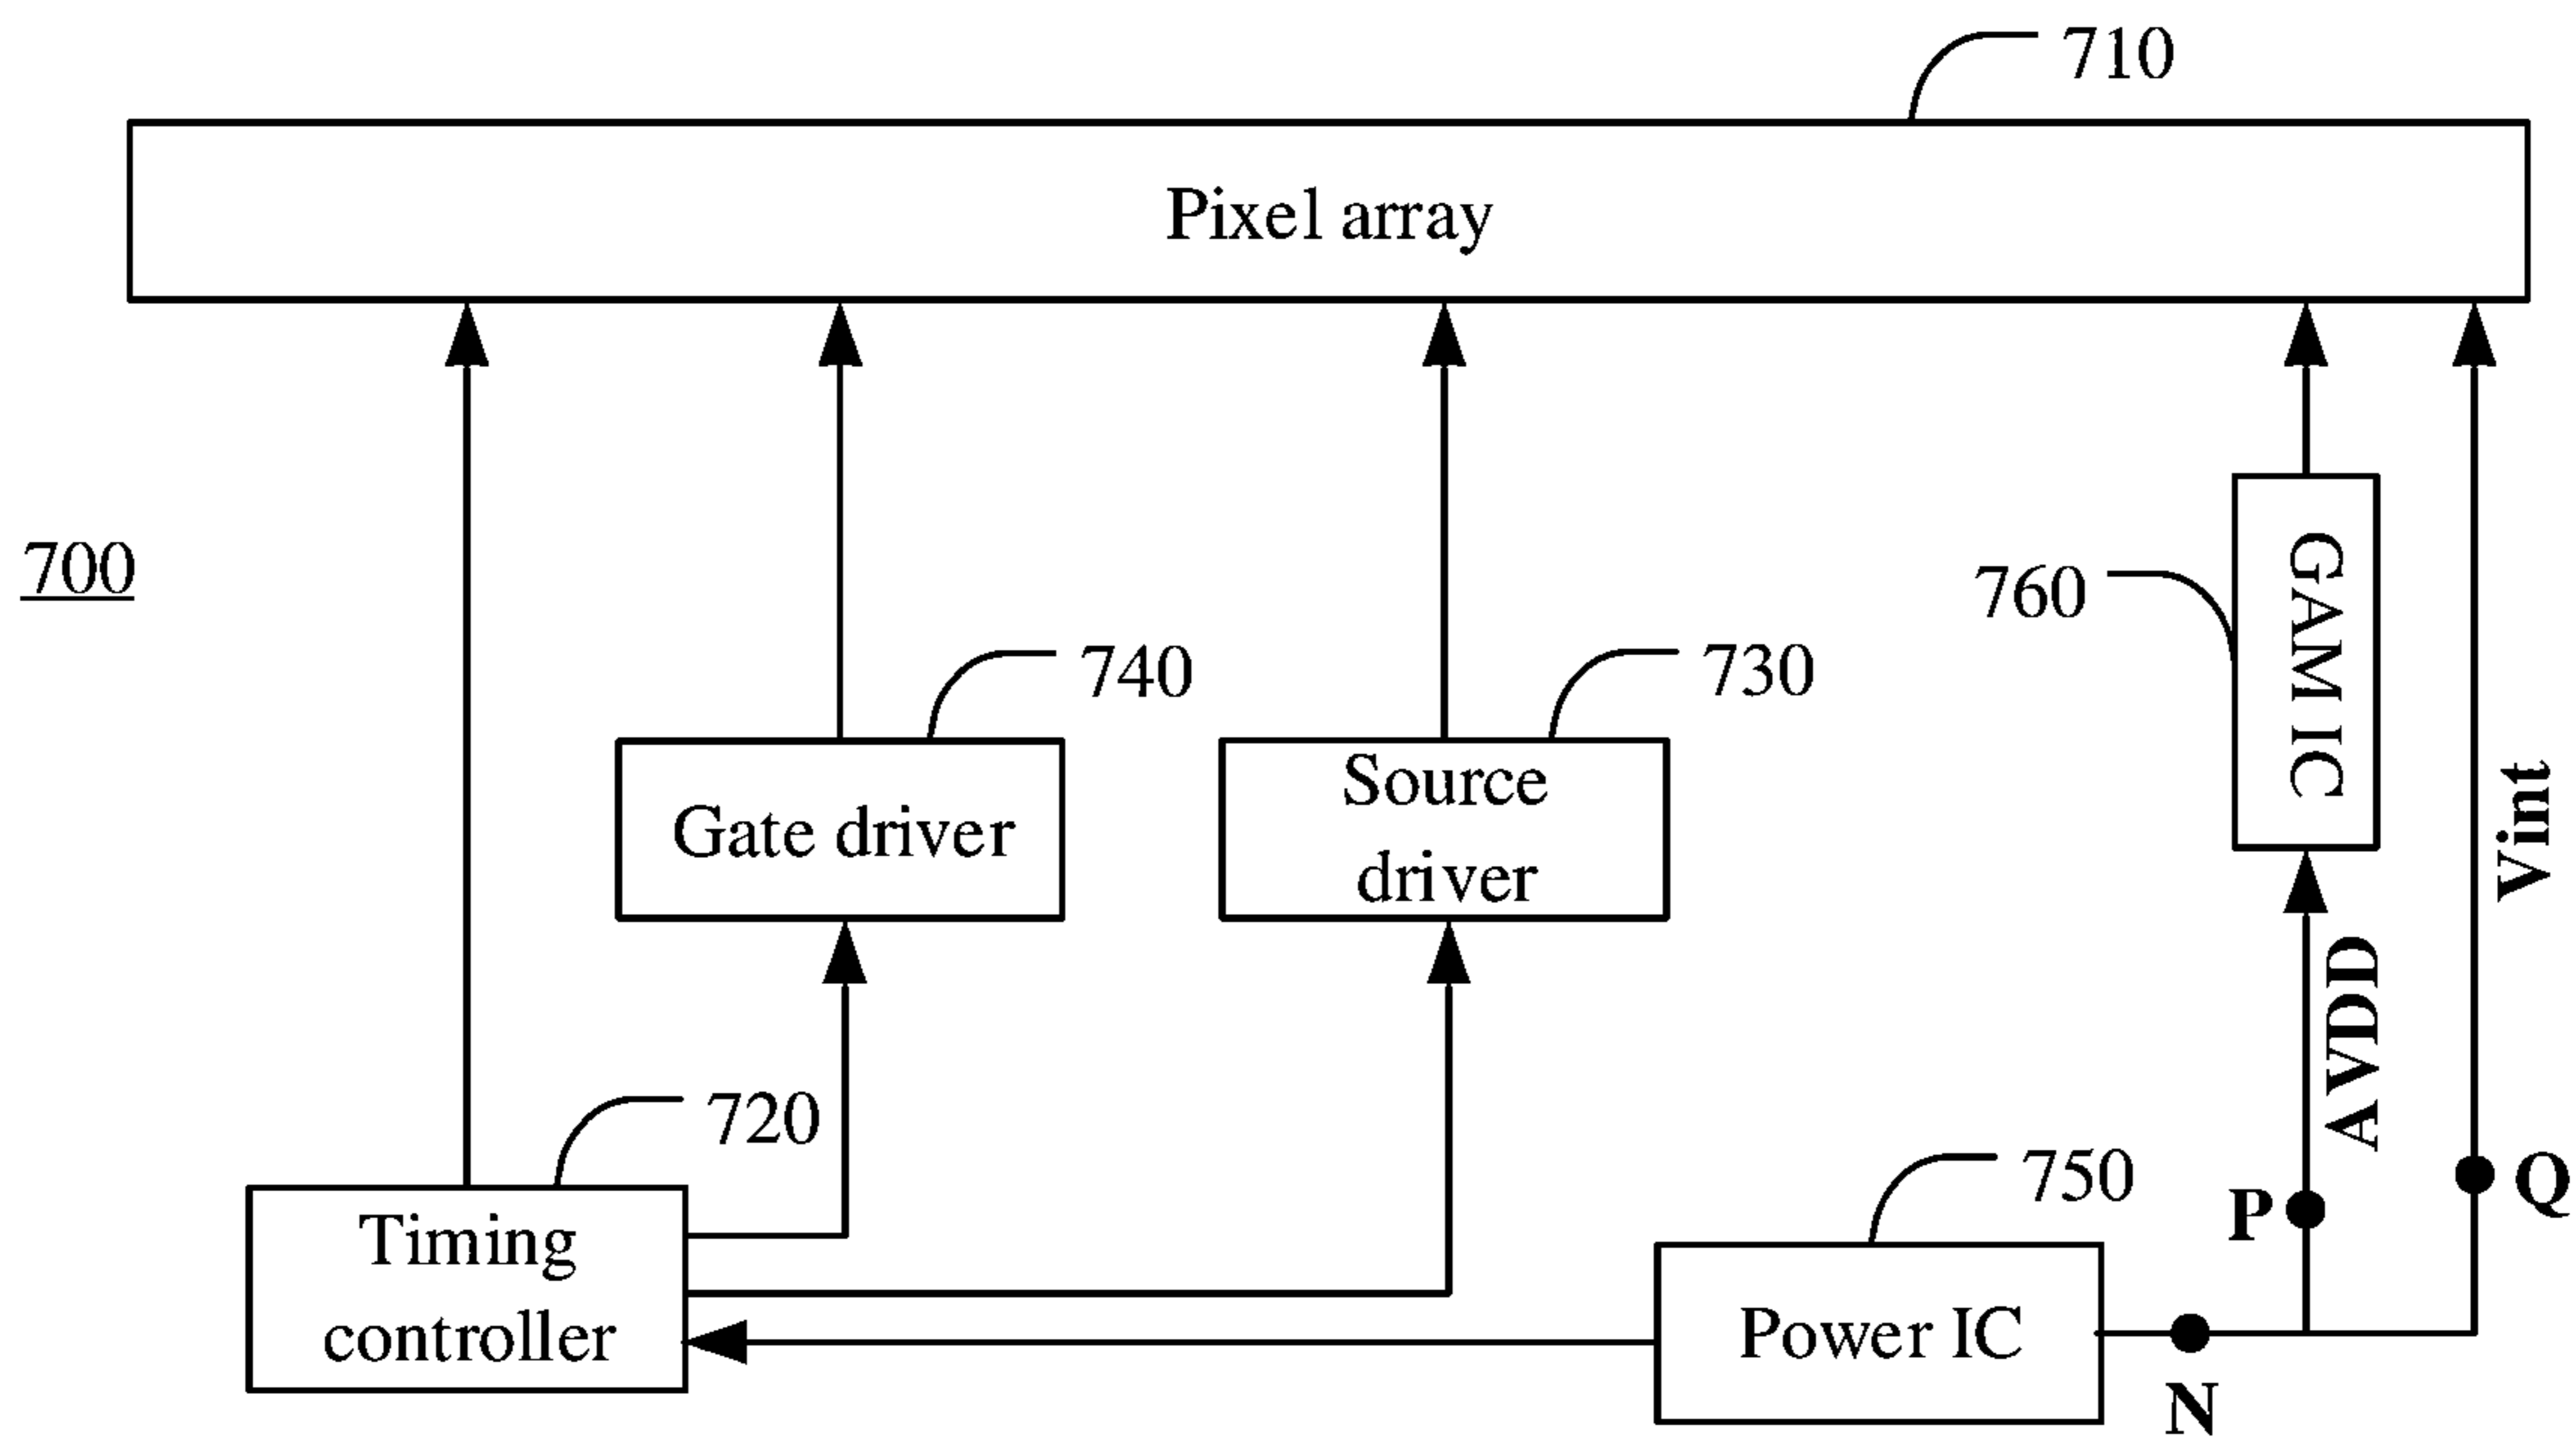 710
Pixel array
700
760
GAM IC
740
730
Gate driver
Source
driver
Vint
AVDD
720
750
P
Q
Timing
controller
Power IC
N